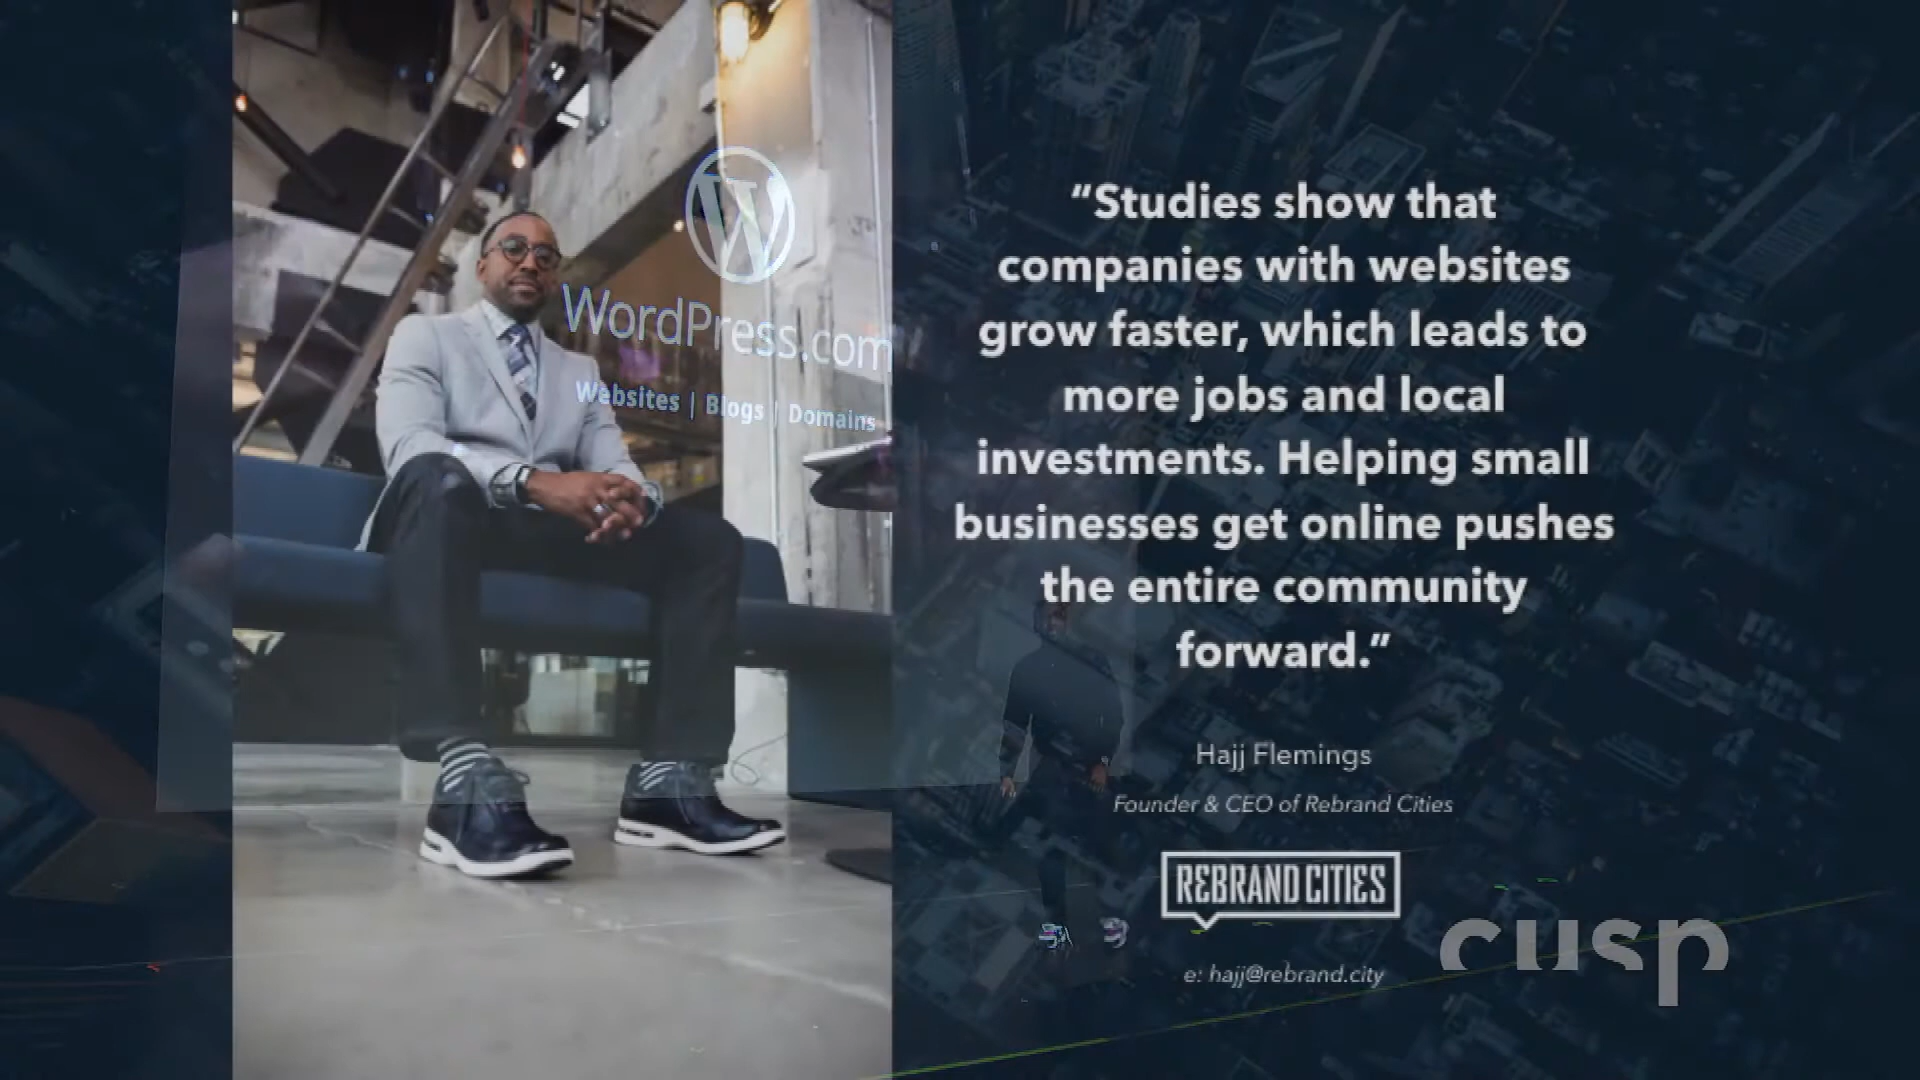 W
WordPress.com
Websites | Blogs | Domains
“Studies show that
companies with websites
grow faster, which leads to
more jobs and local
investments. Helping small
businesses get online pushes
the entire community
forward.”
Hajj Flemings
Founder & CEO of Rebrand Cities
REBRAND CITIES
e: hajj@rebrand.city
cusp